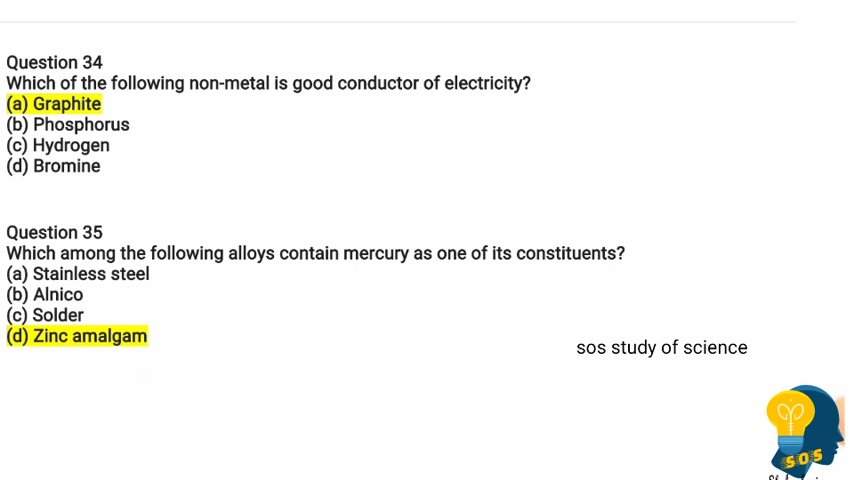 Question 34
Which of the following non-metal is good conductor of electricity?
(a) Graphite
(b) Phosphorus
(c) Hydrogen
(d) Bromine
Question 35
Which among the following alloys contain mercury as one of its constituents?
(a) Stainless steel
(b) Alnico
(c) Solder
(d) Zinc amalgam
sos study of science
SOS